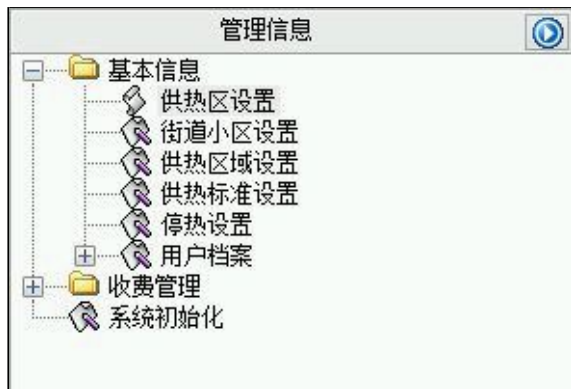 管理信息
基本信息
供热区设置
街道小区设置
供热区域设置
供热标准设置
停热设置
用户档案
收费管理
系统初始化